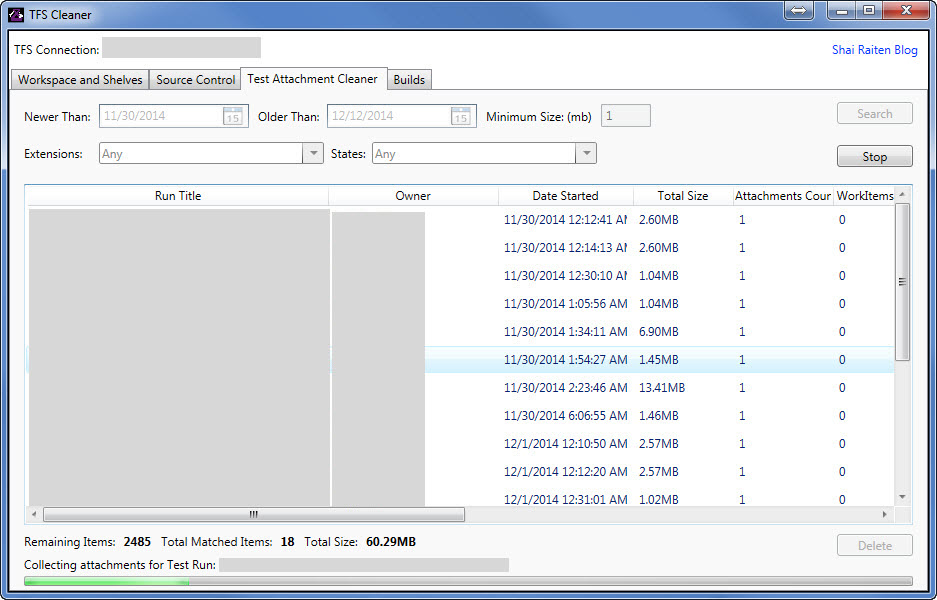 TFS Cleaner
TFS Connection:
Shai Raiten Blog
Workspace and Shelves Source Control Test Attachment Cleaner Builds
Newer Than: 11/30/2014 15 Older Than: 12/12/2014 15 Minimum Size: (mb) 1 Search
Extensions: Any States: Any Stop
Run Title Owner Date Started Total Size Attachments Cour WorkItems
11/30/2014 12:12:41 AM 2.60MB 1 0
11/30/2014 12:14:13 AM 2.60MB 1 0
11/30/2014 12:30:10 AM 1.04MB 1 0
11/30/2014 1:05:56 AM 1.04MB 1 0
11/30/2014 1:34:11 AM 6.90MB 1 0
11/30/2014 1:54:27 AM 1.45MB 1 0
11/30/2014 2:23:46 AM 13.41MB 1 0
11/30/2014 6:06:55 AM 1.46MB 1 0
12/1/2014 12:10:50 AM 2.57MB 1 0
12/1/2014 12:12:20 AM 2.57MB 1 0
12/1/2014 12:31:01 AM 1.02MB 1 0
Remaining Items: 2485 Total Matched Items: 18 Total Size: 60.29MB Delete
Collecting attachments for Test Run: